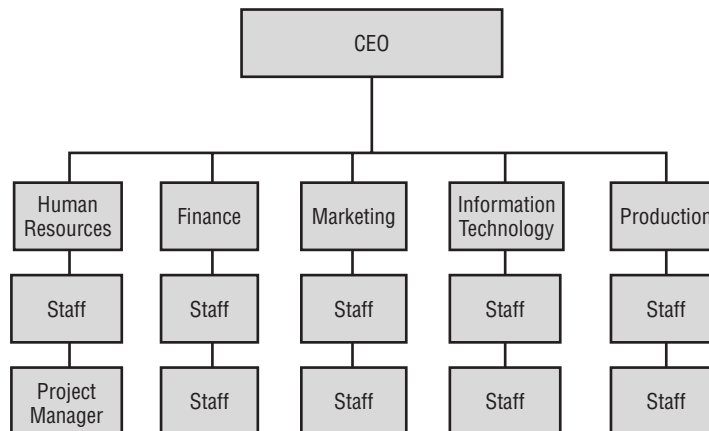 CEO
Human
Resources
Finance
Marketing
Information
Technology
Production
Staff
Staff
Staff
Staff
Staff
Project
Manager
Staff
Staff
Staff
Staff